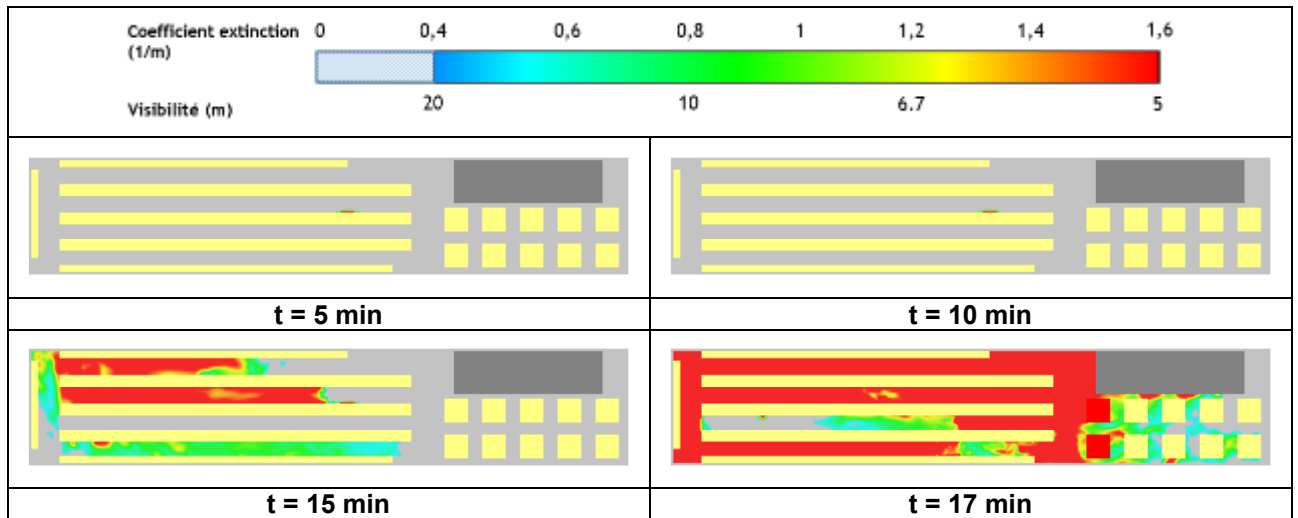 Coefficient extinction 0 0,4 0,6 0,8 1 1,2 1,4 1,6
(1/m)
Visibilité (m) 20 10 6.7 5
t = 5 min t = 10 min
t = 15 min t = 17 min